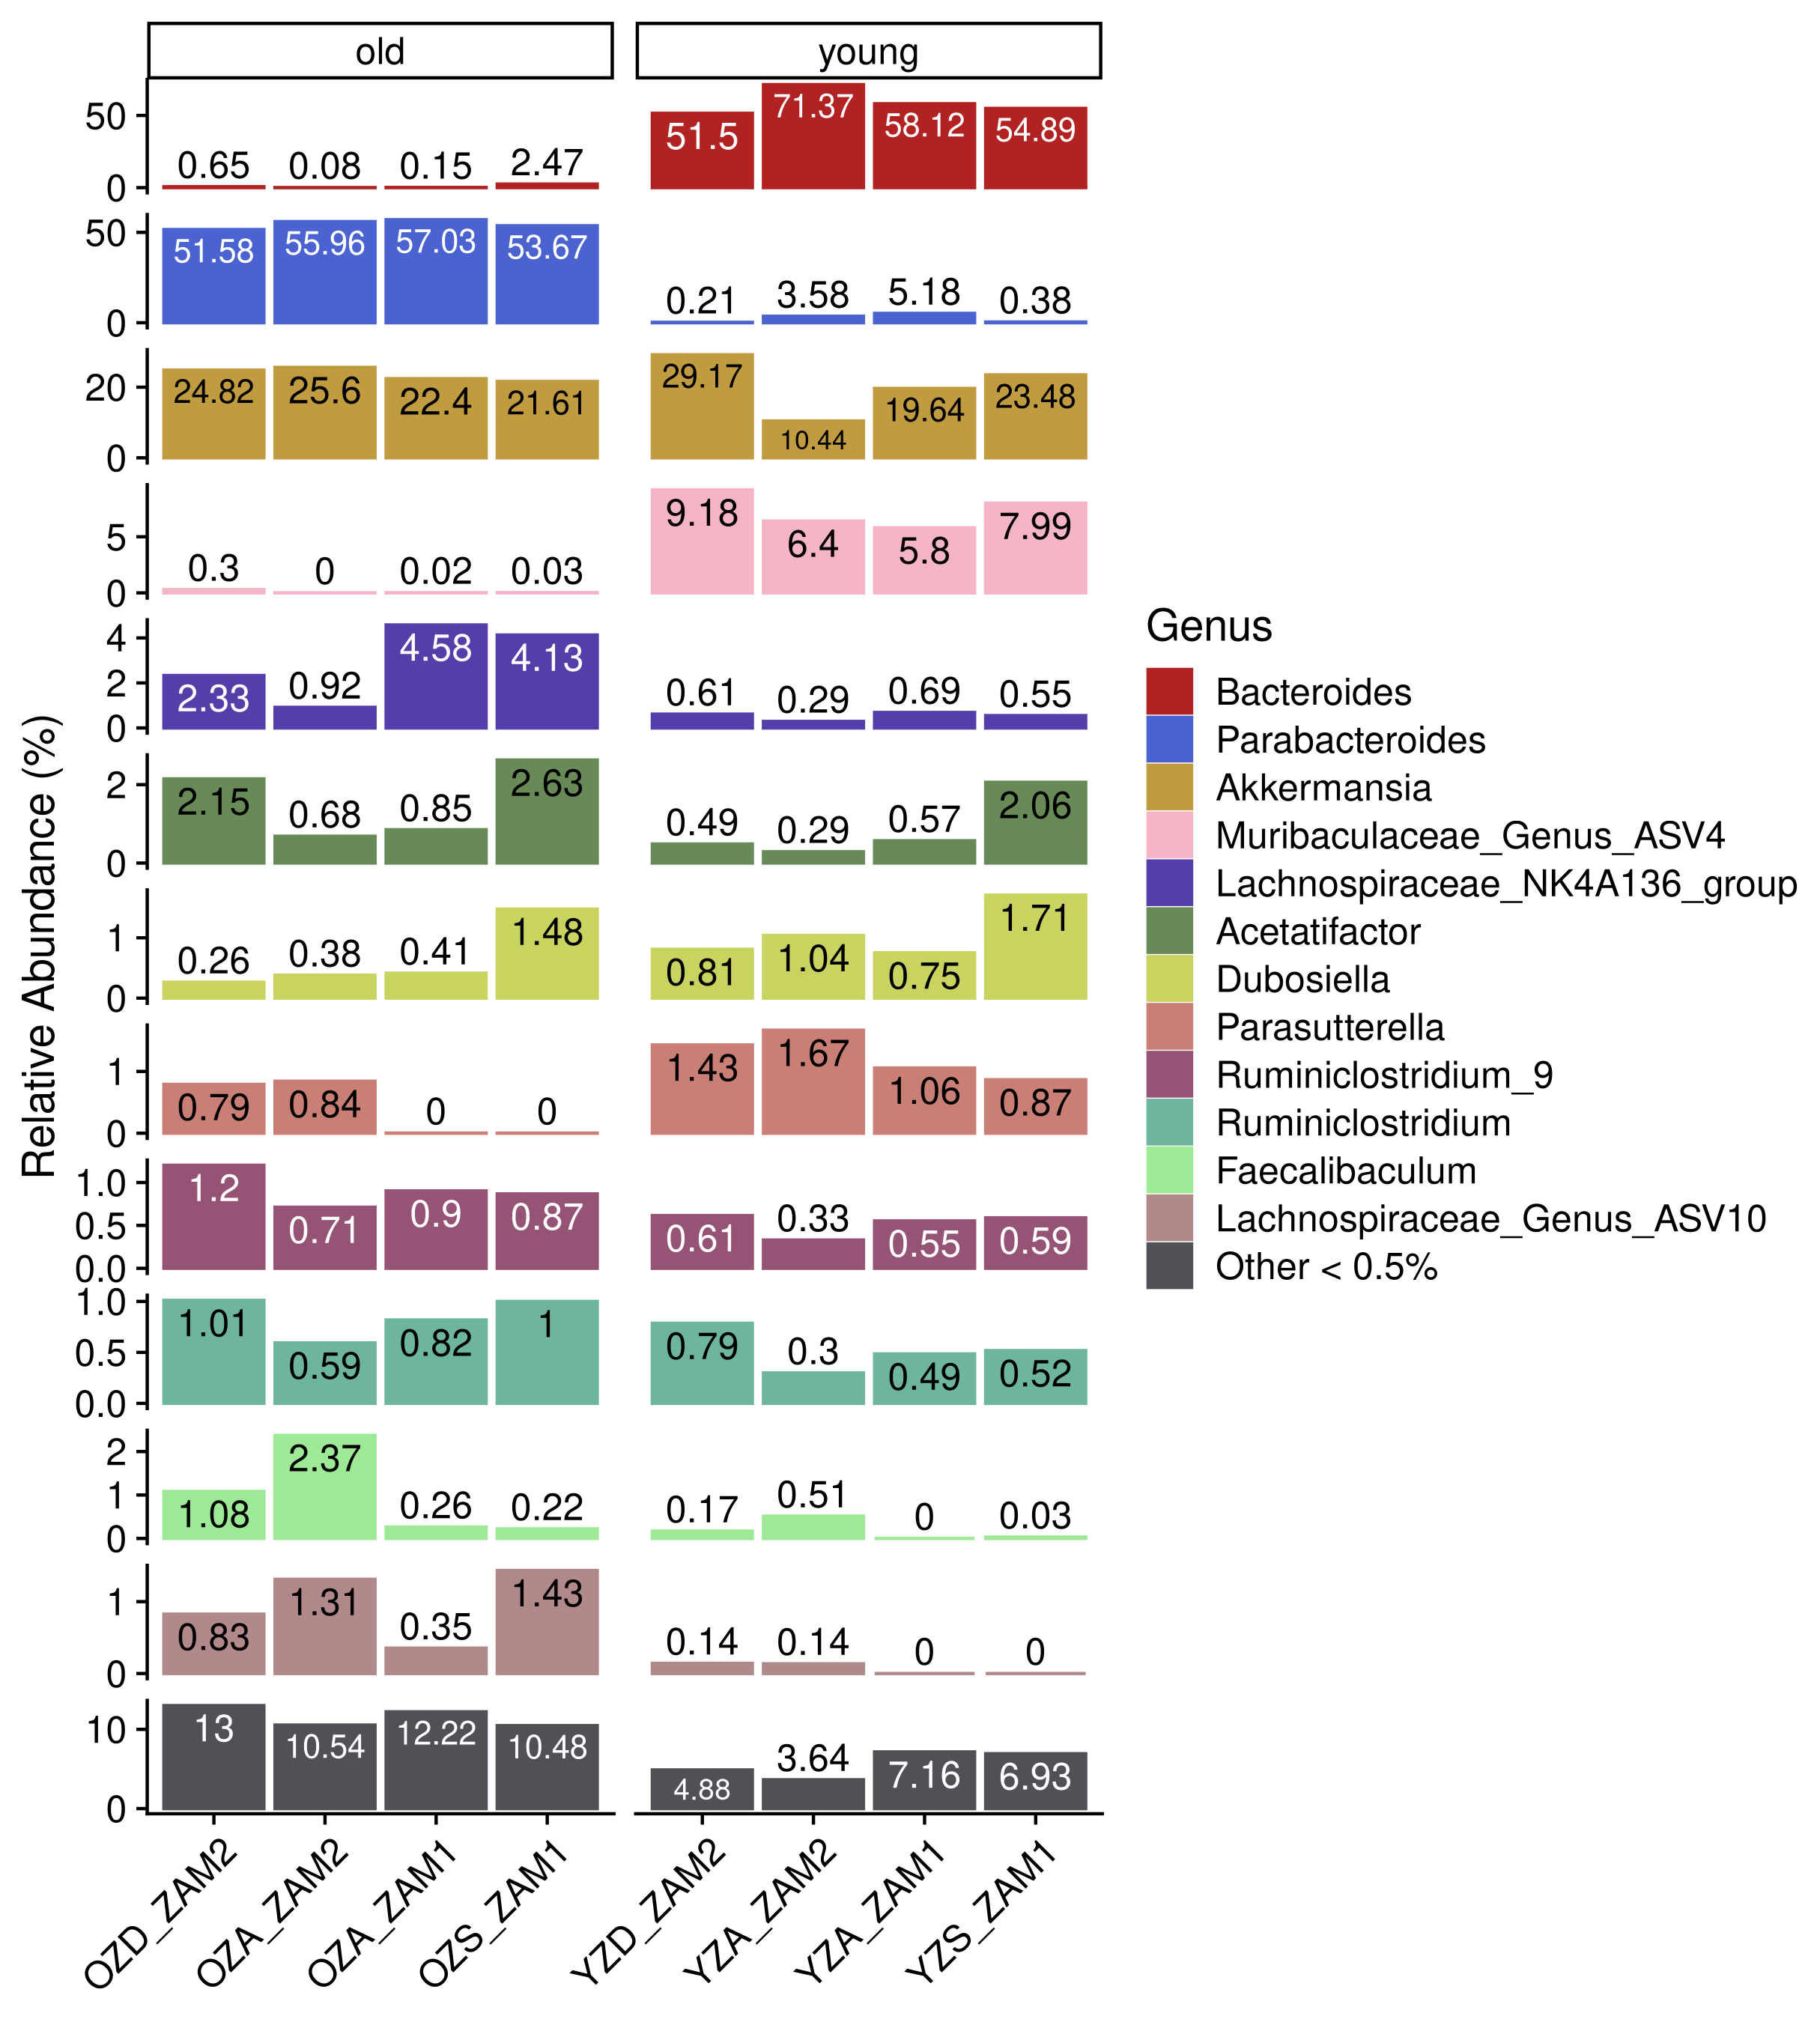 old young
50
0
0.65 0.08 0.15 2.47 51.5 71.37 58.12 54.89
50
0
51.58 55.96 57.03 53.67 0.21 3.58 5.18 0.38
20
0
24.82 25.6 22.4 21.61 29.17 10.44 19.64 23.48
5
0
0.3 0 0.02 0.03 9.18 6.4 5.8 7.99
4
2
0
2.33 0.92 4.58 4.13 0.61 0.29 0.69 0.55
2
0
2.15 0.68 0.85 2.63 0.49 0.29 0.57 2.06
1
0
0.26 0.38 0.41 1.48 0.81 1.04 0.75 1.71
1
0
0.79 0.84 0 0 1.43 1.67 1.06 0.87
1.0
0.5
0.0
1.2 0.71 0.9 0.87 0.61 0.33 0.55 0.59
1.0
0.5
0.0
1.01 0.59 0.82 1 0.79 0.3 0.49 0.52
2
1
0
1.08 2.37 0.26 0.22 0.17 0.51 0 0.03
1
0
0.83 1.31 0.35 1.43 0.14 0.14 0 0
10
0
13 10.54 12.22 10.48 4.88 3.64 7.16 6.93
OZD_ZAM2 OZA_ZAM2 OZA_ZAM1 OZS_ZAM1 YZD_ZAM2 YZA_ZAM2 YZA_ZAM1 YZS_ZAM1
Relative Abundance (%)
Genus
Bacteroides
Parabacteroides
Akkermansia
Muribaculaceae_Genus_ASV4
Lachnospiraceae_NK4A136_group
Acetatifactor
Dubosiella
Parasutterella
Ruminiclostridium_9
Ruminiclostridium
Faecalibaculum
Lachnospiraceae_Genus_ASV10
Other < 0.5%